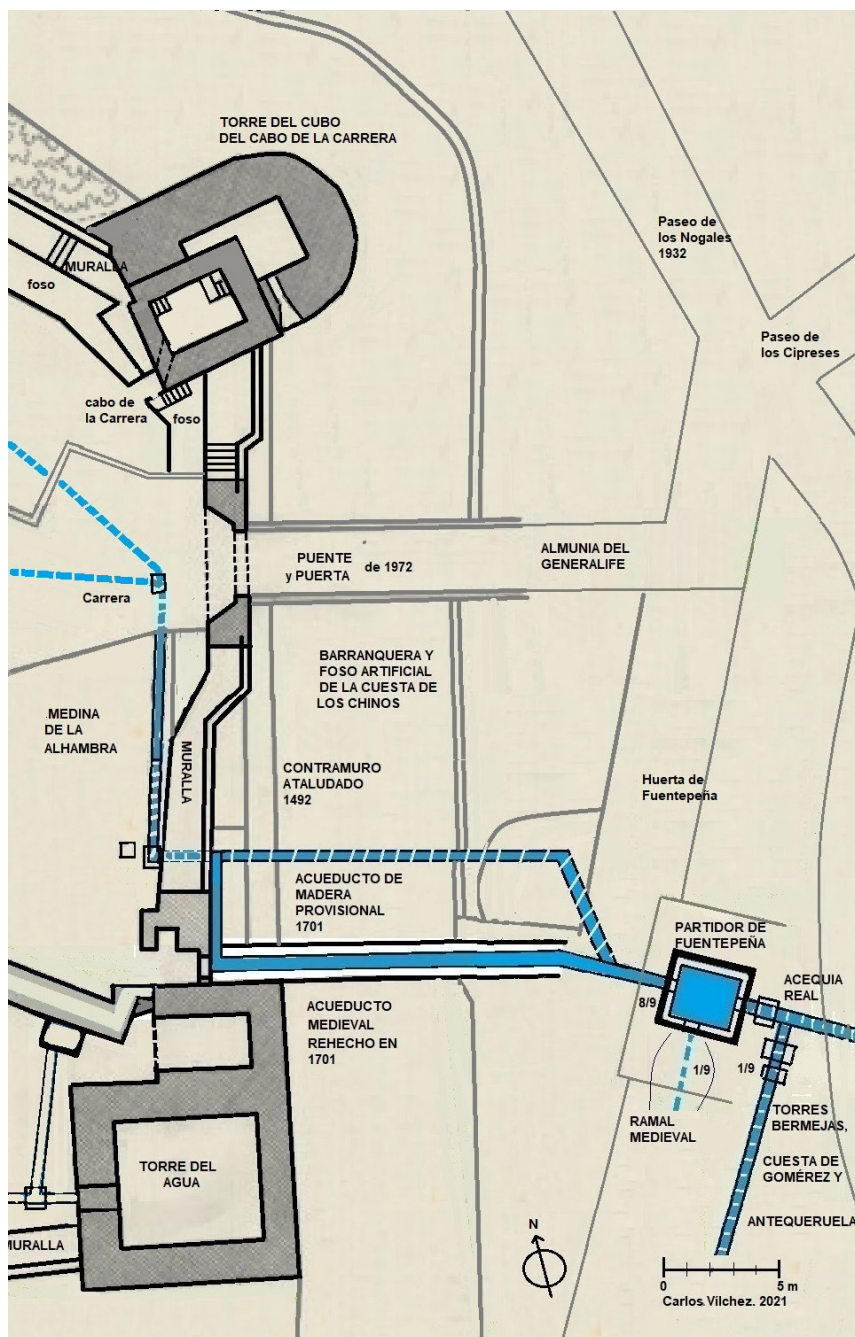 TORRE DEL CUBO
DEL CABO DE LA CARRERA
Paseo de
los Nogales
1932
MURALLA
foso
Paseo de
los Cipreses
cabo de
la Carrera
foso
PUENTE
y PUERTA
de 1972
ALMUNIA DEL
GENERALIFE
Carrera
BARRANQUERA Y
FOSO ARTIFICIAL
DE LA CUESTA DE
LOS CHINOS
MEDINA
DE LA
ALHAMBRA
MURALLA
CONTRAMURO
ATALUDADO
1492
Huerta de
Fuentepeña
ACUEDUCTO DE
MADERA
PROVISIONAL
1701
PARTIDOR DE
FUENTEPEÑA
ACEQUIA
REAL
8/9
ACUEDUCTO
MEDIEVAL
REHECHO EN
1701
1/9
1/9
RAMAL
MEDIEVAL
TORRES
BERMEJAS,
CUESTA DE
GOMÉREZ Y
ANTEQUERUELA
TORRE DEL
AGUA
MURALLA
N
0
5 m
Carlos Vílchez. 2021